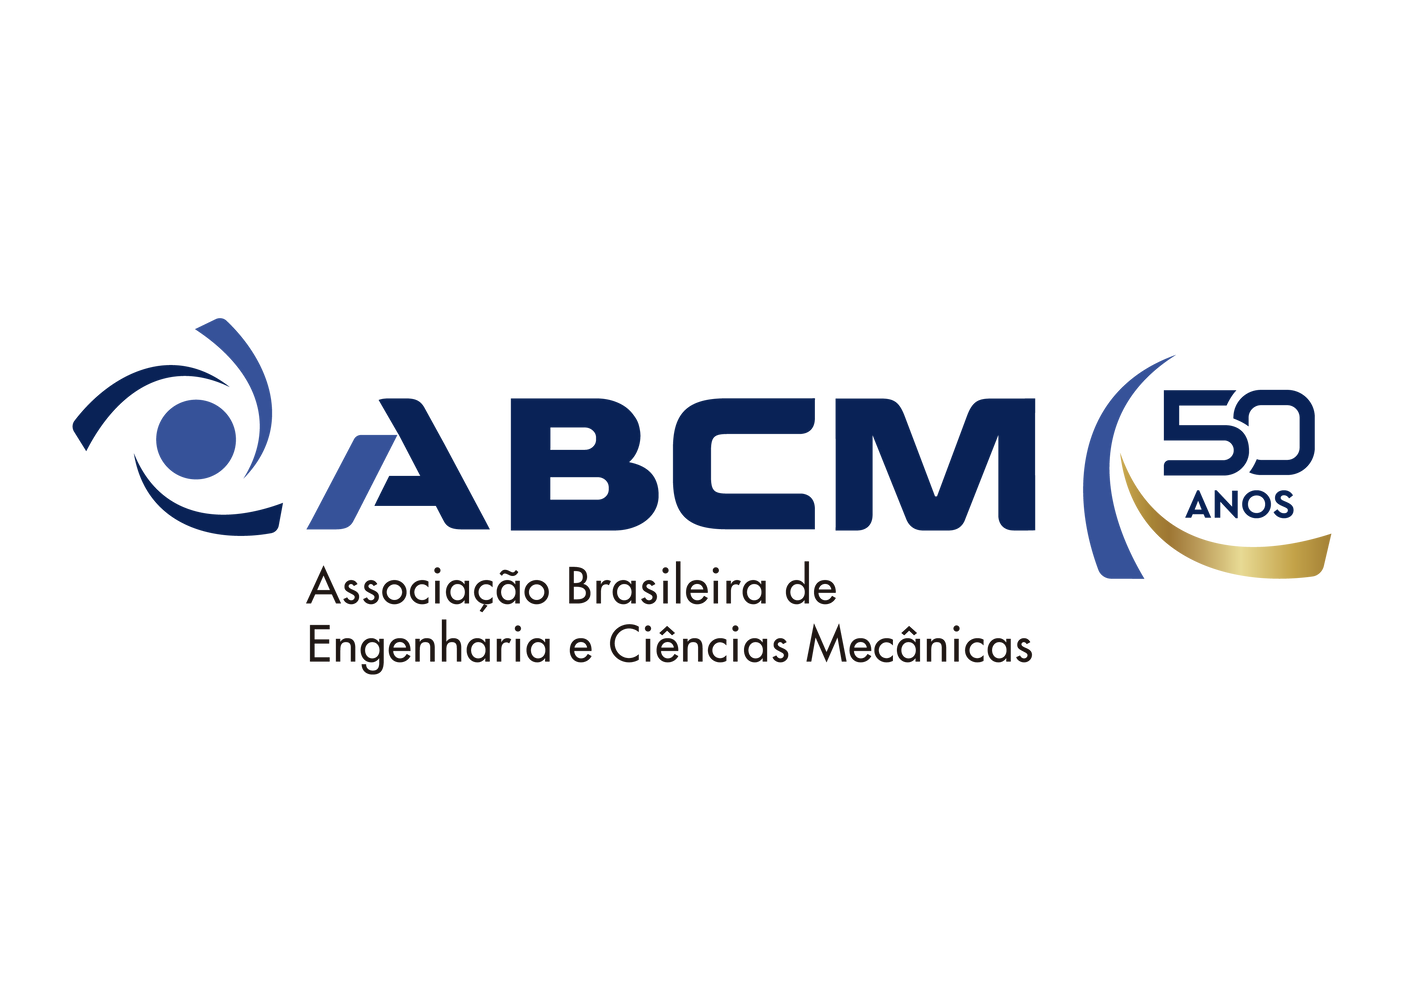 ABCM
50
ANOS
Associação Brasileira de
Engenharia e Ciências Mecânicas